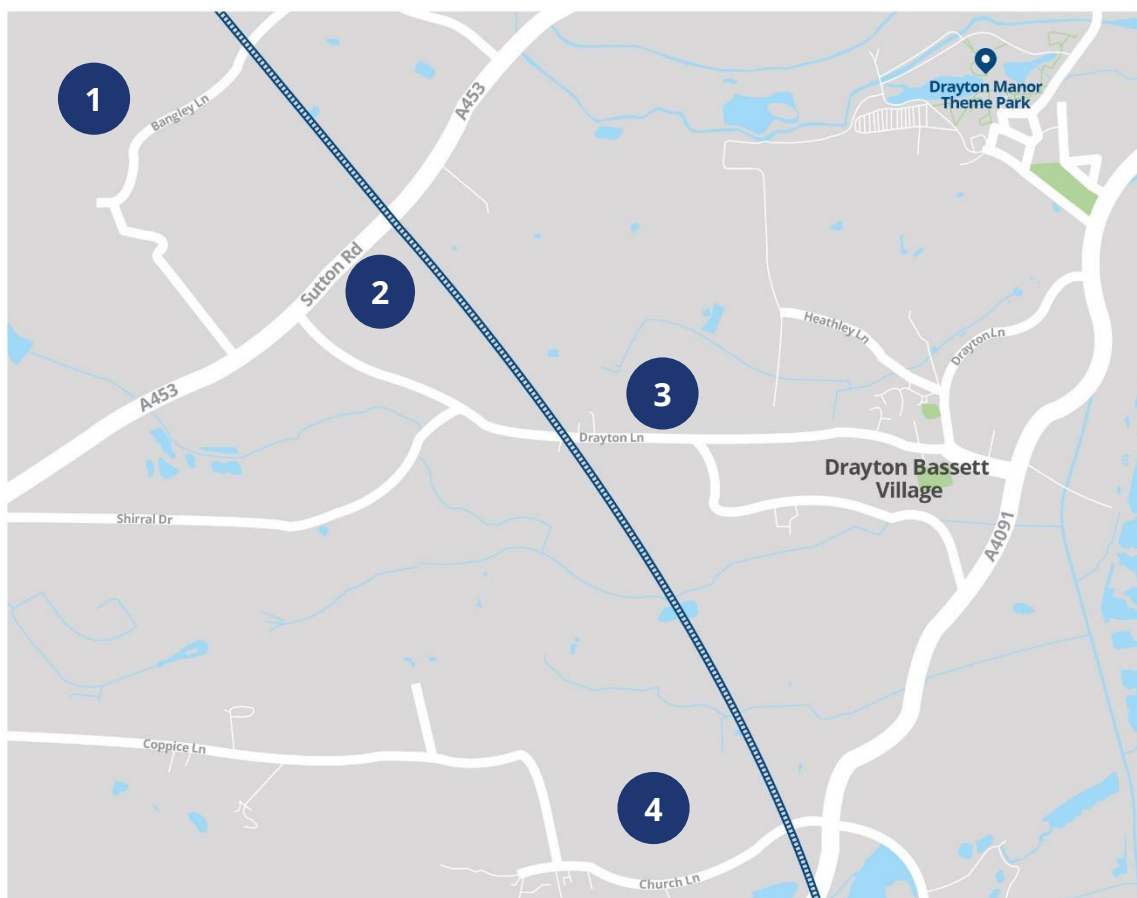 1
Bangley Ln
A453
Drayton Manor
Theme Park
Sutton Rd
2
Heathley Ln
Drayton Ln
3
A453
Drayton Ln
Drayton Bassett
Village
Shirral Dr
A4091
Coppice Ln
4
Church Ln